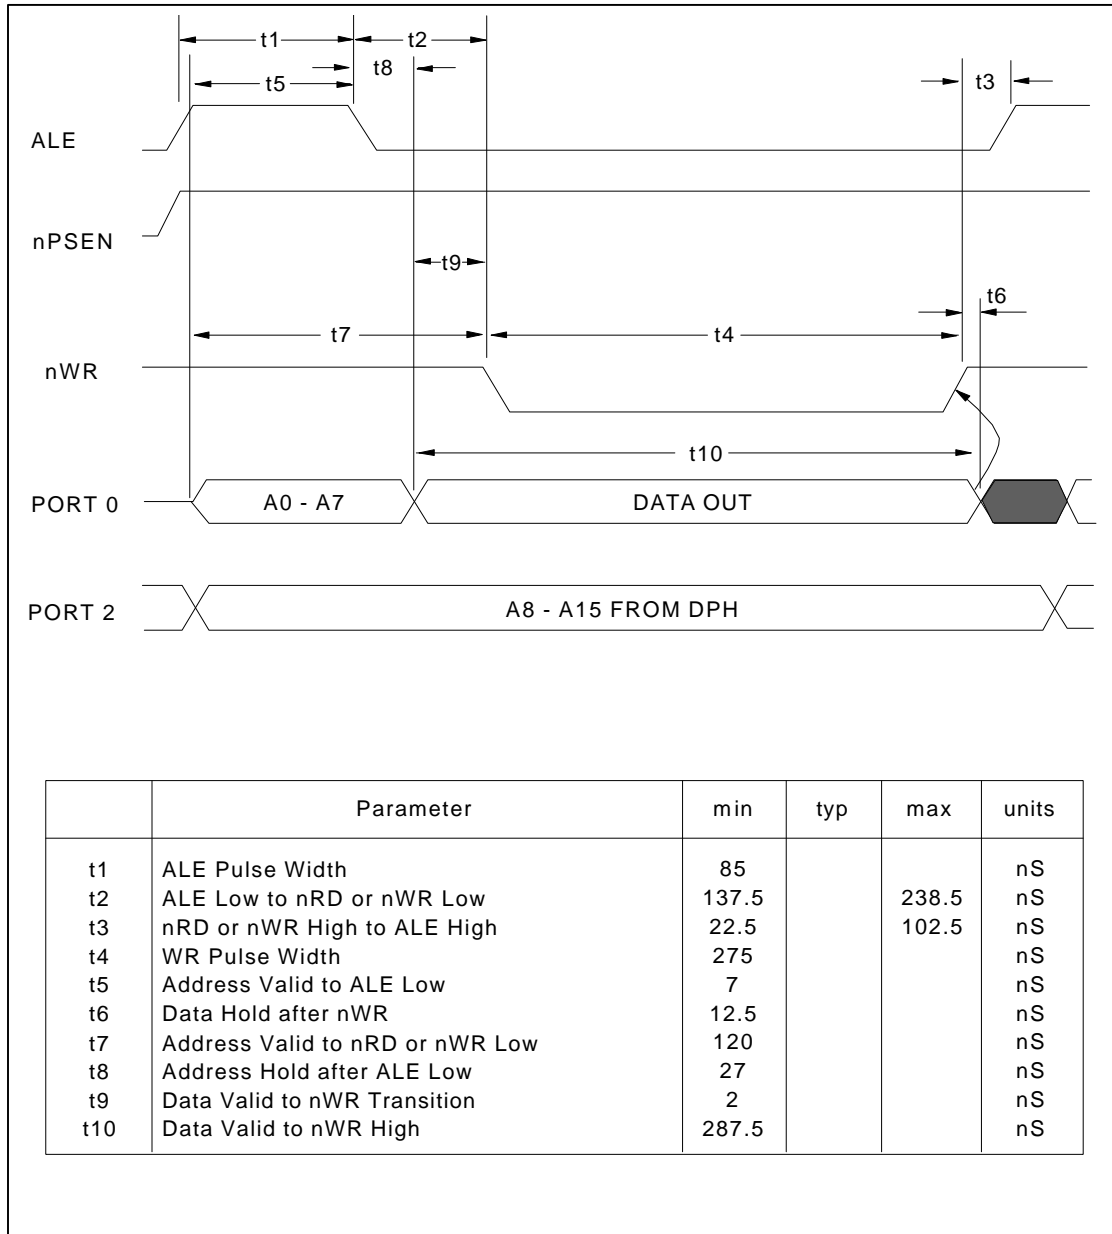 t1 t2
t8
t5 t3
ALE
nPSEN
t9
t6
t7 t4
nWR
t10
PORT 0 A0 - A7 DATA OUT
PORT 2 A8 - A15 FROM DPH
Parameter min typ max units
t1 ALE Pulse Width 85 nS
t2 ALE Low to nRD or nWR Low 137.5 238.5 nS
t3 nRD or nWR High to ALE High 22.5 102.5 nS
t4 WR Pulse Width 275 nS
t5 Address Valid to ALE Low 7 nS
t6 Data Hold after nWR 12.5 nS
t7 Address Valid to nRD or nWR Low 120 nS
t8 Address Hold after ALE Low 27 nS
t9 Data Valid to nWR Transition 2 nS
t10 Data Valid to nWR High 287.5 nS